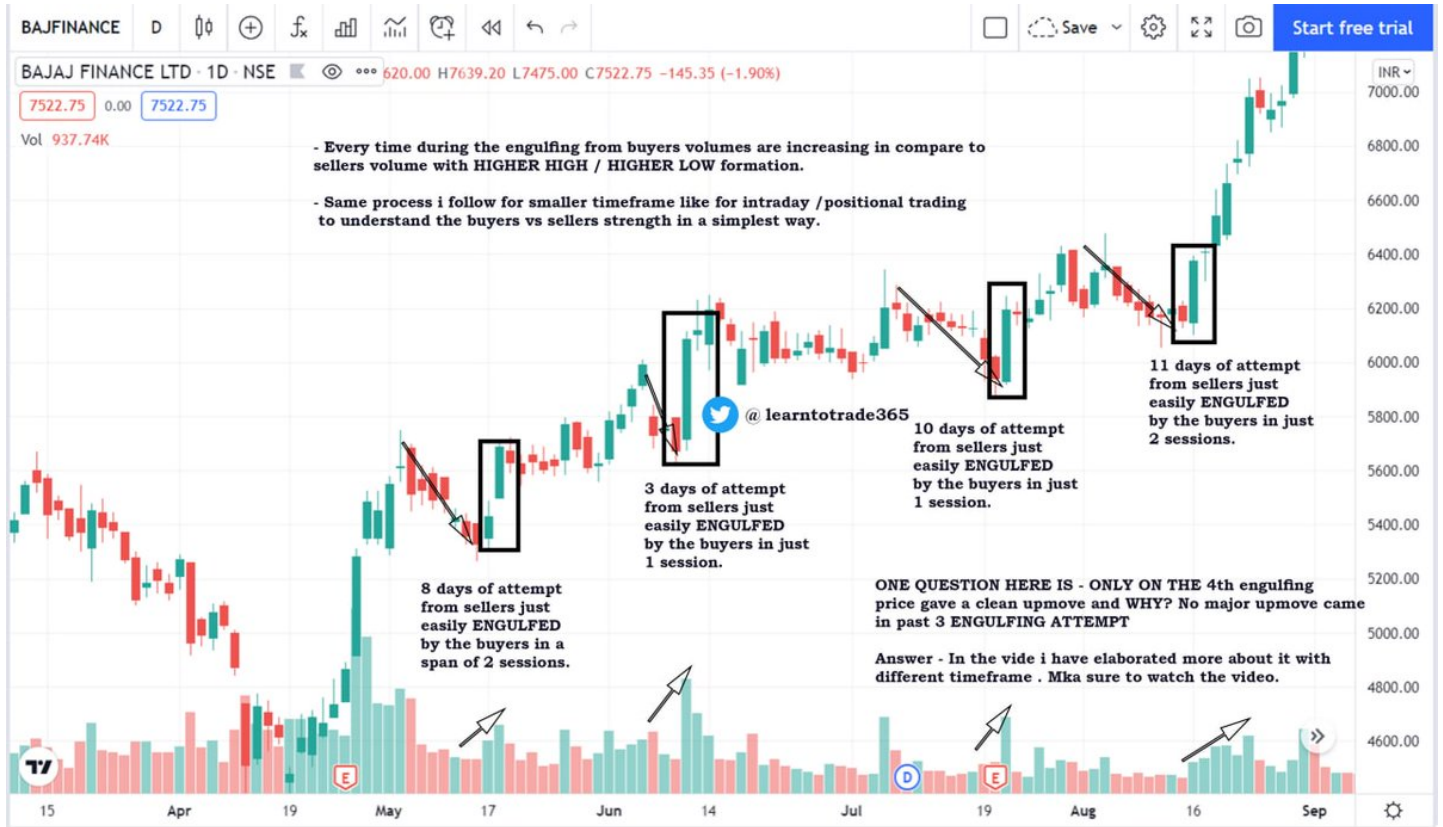 BAJFINANCE D Save Start free trial
BAJAJ FINANCE LTD · 1D · NSE 620.00 H7639.20 L7475.00 C7522.75 −145.35 (−1.90%)
INR
7522.75 0.00 7522.75
Vol 937.74K
- Every time during the engulfing from buyers volumes are increasing in compare to
sellers volume with HIGHER HIGH / HIGHER LOW formation.
- Same process i follow for smaller timeframe like for intraday /positional trading
to understand the buyers vs sellers strength in a simplest way.
@ learntotrade365
8 days of attempt
from sellers just
easily ENGULFED
by the buyers in a
span of 2 sessions.
3 days of attempt
from sellers just
easily ENGULFED
by the buyers in just
1 session.
10 days of attempt
from sellers just
easily ENGULFED
by the buyers in just
1 session.
11 days of attempt
from sellers just
easily ENGULFED
by the buyers in just
2 sessions.
ONE QUESTION HERE IS - ONLY ON THE 4th engulfing
price gave a clean upmove and WHY? No major upmove came
in past 3 ENGULFING ATTEMPT
Answer - In the vide i have elaborated more about it with
different timeframe . Mka sure to watch the video.
7000.00
6800.00
6600.00
6400.00
6200.00
6000.00
5800.00
5600.00
5400.00
5200.00
5000.00
4800.00
4600.00
E D E
15 Apr 19 May 17 Jun 14 Jul 19 Aug 16 Sep